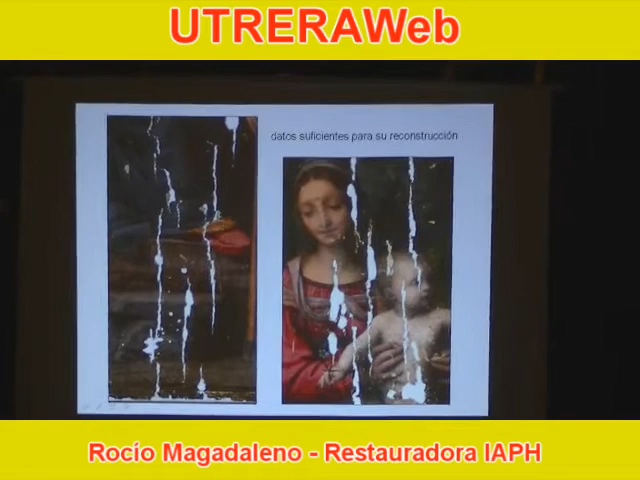 UTRERAWeb
datos suficientes para su reconstrucción
Rocío Magadaleno - Restauradora IAPH